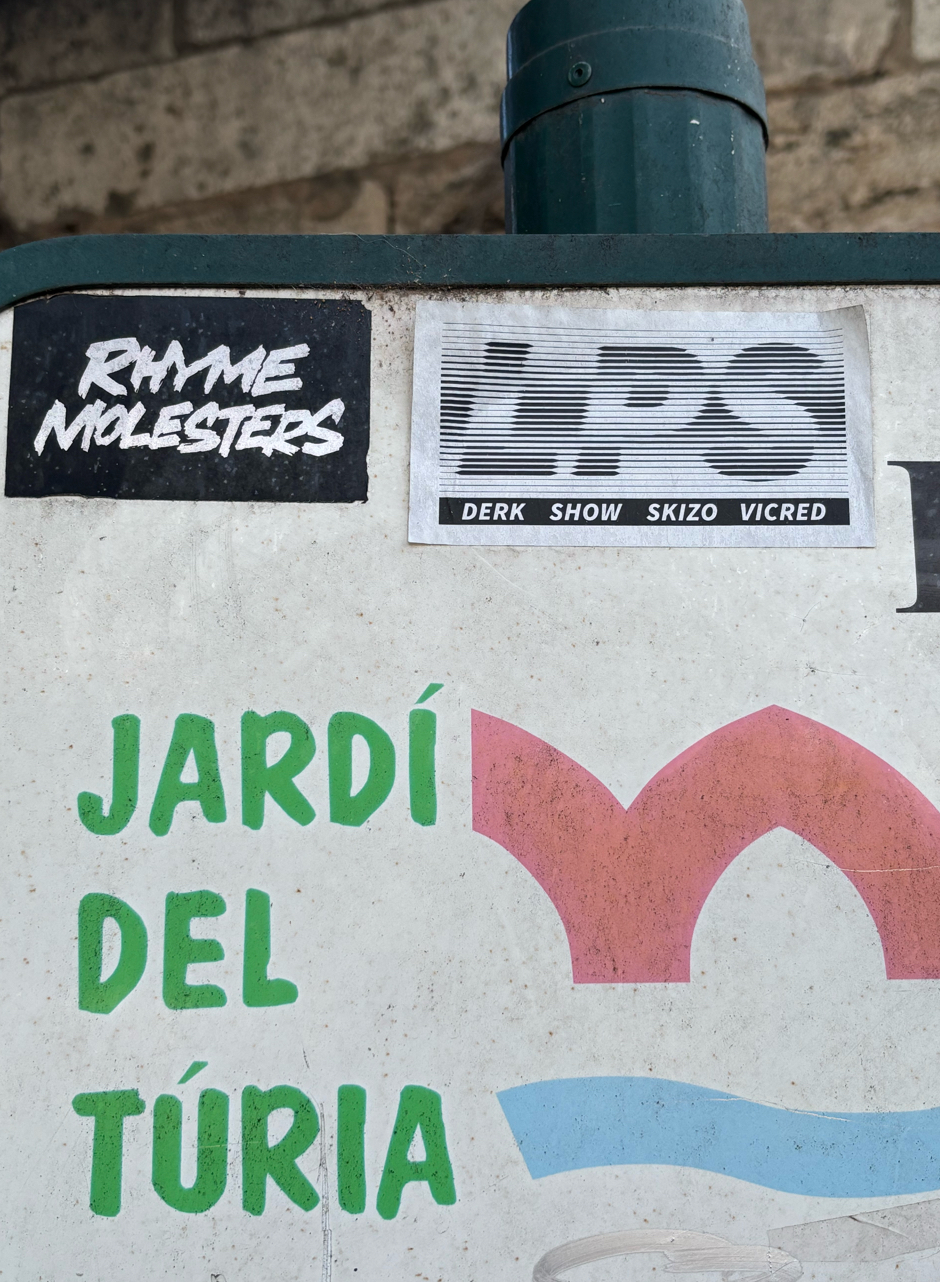 RHYME
MOLESTERS
LPS
DERK SHOW SKIZO VICRED
JARDÍ
DEL
TÚRIA